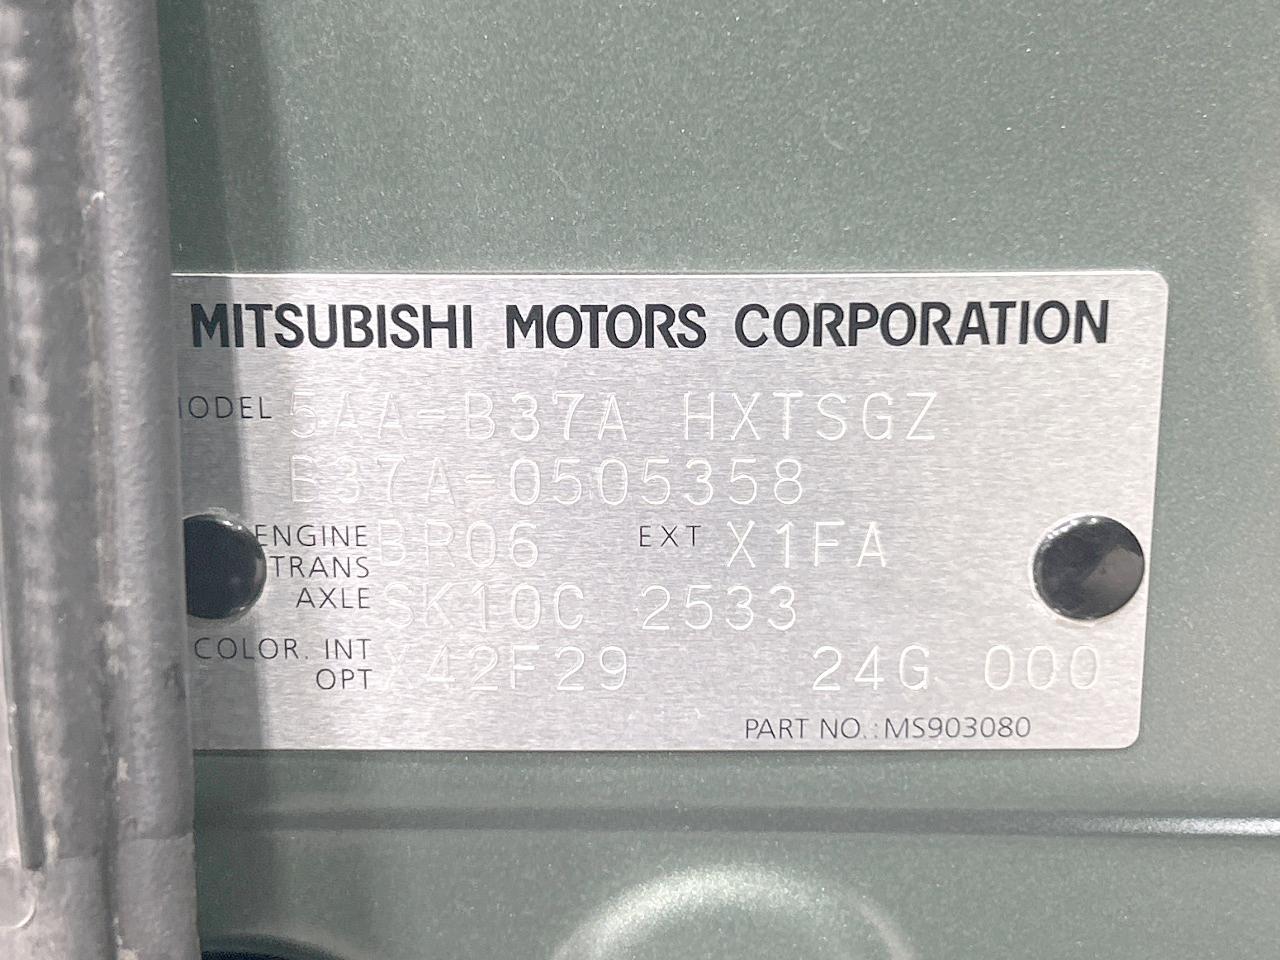 MITSUBISHI MOTORS CORPORATION
MODEL 5AA-B37A HXTSGZ
B37A-0505358
ENGINE BR06 EXT X1FA
TRANS
AXLE SK10C 2533
COLOR. INT
OPT X42F29 24G 000
PART NO.:MS903080